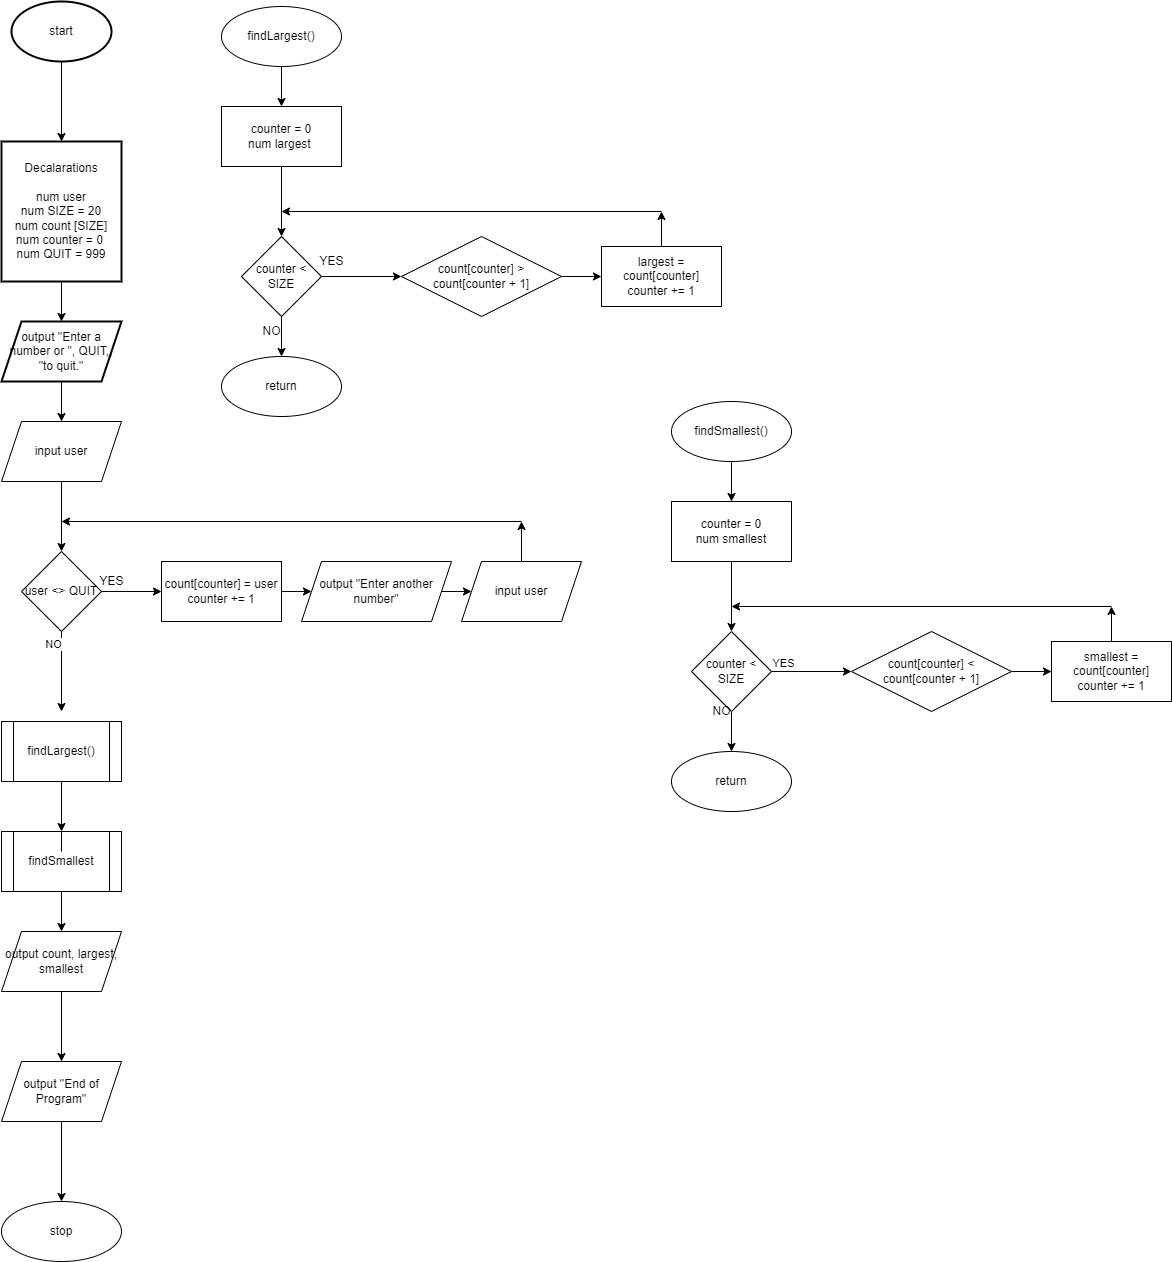 start
Decalarations
num user
num SIZE = 20
num count [SIZE]
num counter = 0
num QUIT = 999
output "Enter a
number or ", QUIT,
"to quit."
input user
user <> QUIT
YES
NO
count[counter] = user
counter += 1
output "Enter another
number"
input user
findLargest()
findSmallest
output count, largest,
smallest
output "End of
Program"
stop
findLargest()
counter = 0
num largest
counter <
SIZE
YES
NO
count[counter] >
count[counter + 1]
largest =
count[counter]
counter += 1
return
findSmallest()
counter = 0
num smallest
counter <
SIZE
YES
NO
count[counter] <
count[counter + 1]
smallest =
count[counter]
counter += 1
return